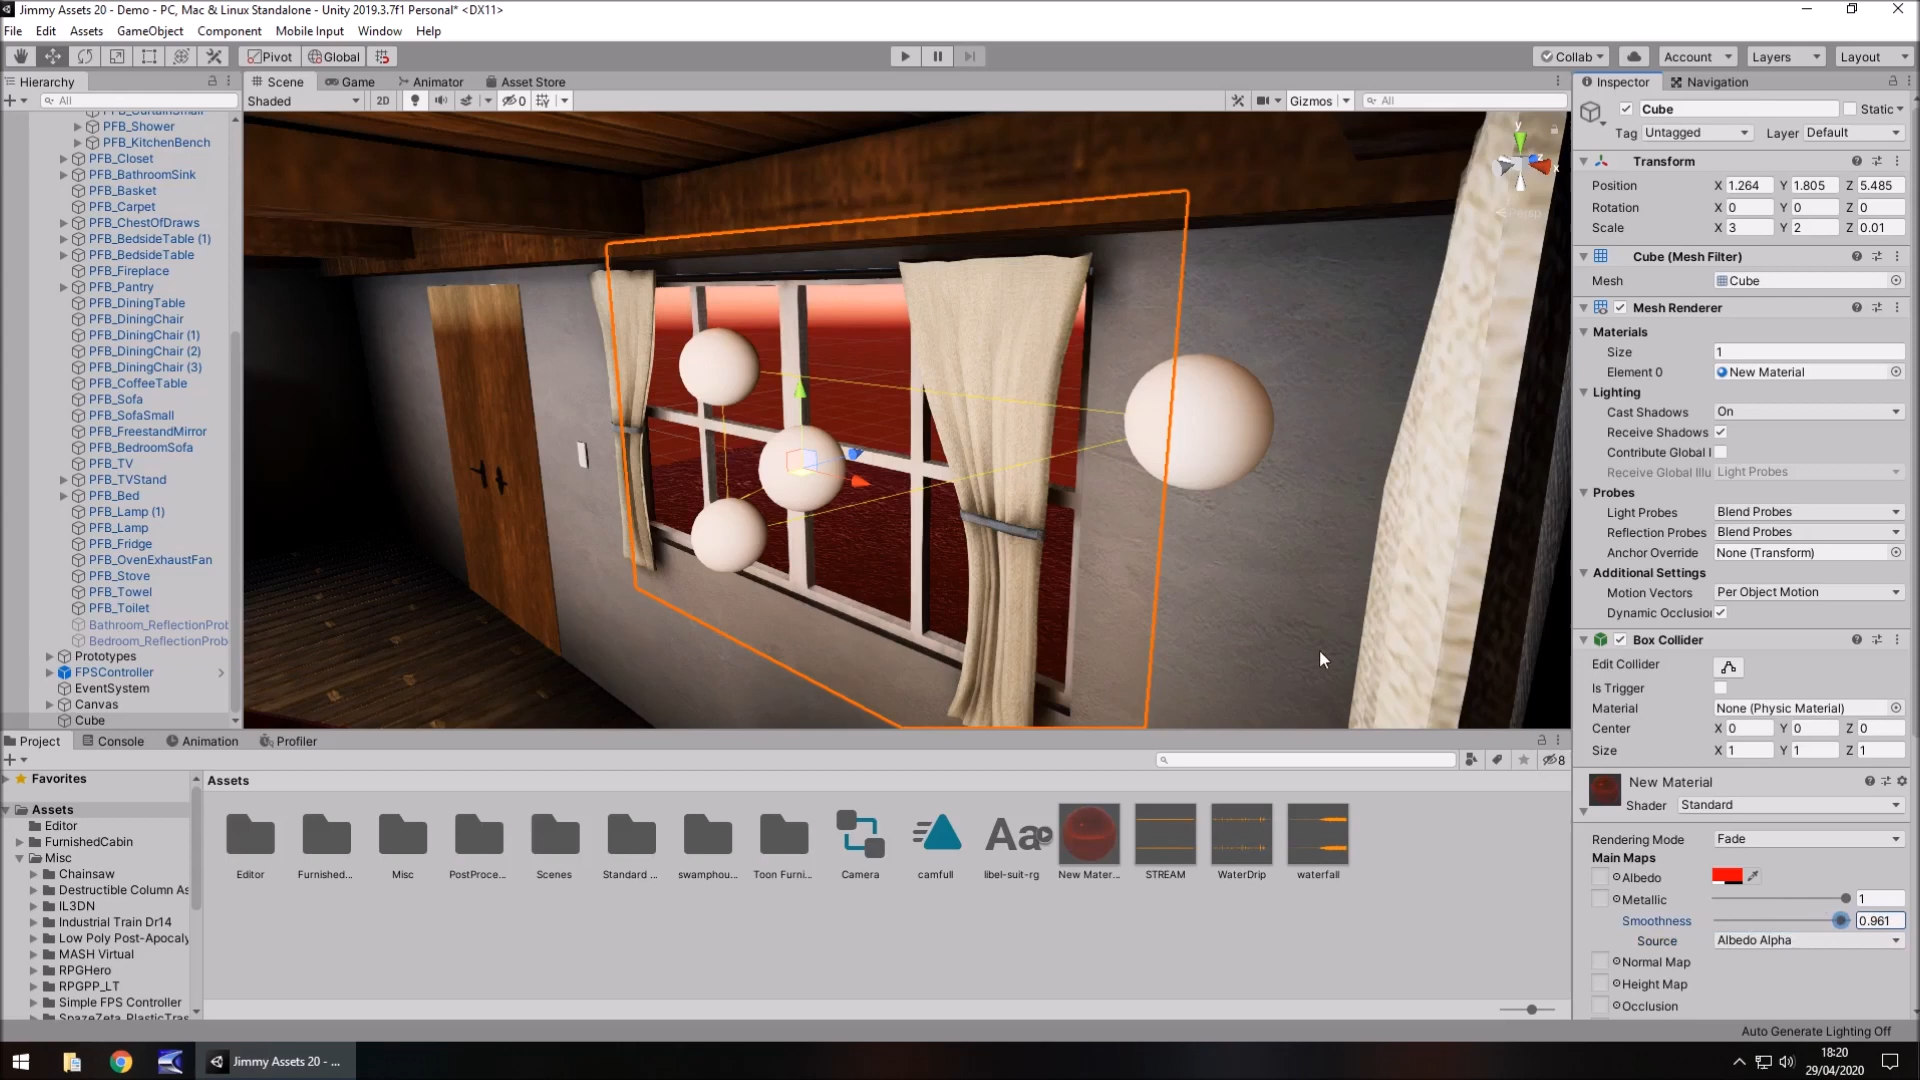 Jimmy Assets 20 - Demo - PC, Mac & Linux Standalone - Unity 2019.3.7f1 Personal* <DX11>
File Edit Assets GameObject Component Mobile Input Window Help
Pivot Global Collab Account Layers Layout
Hierarchy
All
PFB_Shower
PFB_KitchenBench
PFB_Closet
PFB_BathroomSink
PFB_Basket
PFB_Carpet
PFB_ChestOfDraws
PFB_BedsideTable (1)
PFB_BedsideTable
PFB_Fireplace
PFB_Pantry
PFB_DiningTable
PFB_DiningChair
PFB_DiningChair (1)
PFB_DiningChair (2)
PFB_DiningChair (3)
PFB_CoffeeTable
PFB_Sofa
PFB_SofaSmall
PFB_FreestandMirror
PFB_BedroomSofa
PFB_TV
PFB_TVStand
PFB_Bed
PFB_Lamp (1)
PFB_Lamp
PFB_Fridge
PFB_OvenExhaustFan
PFB_Stove
PFB_Towel
PFB_Toilet
Bathroom_ReflectionProb
Bedroom_ReflectionProb
Prototypes
FPSController
EventSystem
Canvas
Cube
Scene Game Animator Asset Store
Shaded 2D 0 Gizmos All
y
x
Persp
Inspector Navigation
Cube Static
Tag Untagged Layer Default
Transform
Position X 1.264 Y 1.805 Z 5.485
Rotation X 0 Y 0 Z 0
Scale X 3 Y 2 Z 0.01
Cube (Mesh Filter)
Mesh Cube
Mesh Renderer
Materials
Size 1
Element 0 New Material
Lighting
Cast Shadows On
Receive Shadows
Contribute Global I
Receive Global Illu Light Probes
Probes
Light Probes Blend Probes
Reflection Probes Blend Probes
Anchor Override None (Transform)
Additional Settings
Motion Vectors Per Object Motion
Dynamic Occlusio
Box Collider
Edit Collider
Is Trigger
Material None (Physic Material)
Center X 0 Y 0 Z 0
Size X 1 Y 1 Z 1
New Material
Shader Standard
Rendering Mode Fade
Main Maps
Albedo
Metallic 1
Smoothness 0.961
Source Albedo Alpha
Normal Map
Height Map
Occlusion
Project Console Animation Profiler
8
Favorites
Assets
Editor
FurnishedCabin
Misc
Chainsaw
Destructible Column As
IL3DN
Industrial Train Dr14
Low Poly Post-Apocaly
MASH Virtual
RPGHero
RPGPP_LT
Simple FPS Controller
SpazeZeta_PlasticTras
Assets
Editor Furnished... Misc PostProce... Scenes Standard ... swamphou... Toon Furni... Camera camfull libel-suit-rg New Mater... STREAM WaterDrip waterfall
Aa
Auto Generate Lighting Off
Jimmy Assets 20 - ...
18:20
29/04/2020